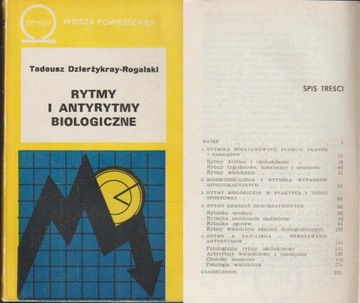 omega
WIEDZA POWSZECHNA
Tadeusz Dzierżykray-Rogalski
RYTMY
I ANTYRYTMY
BIOLOGICZNE
SPIS TREŚCI
WSTĘP 5
1. RYTMIKA PODSTAWOWYCH FUNKCJI TKANEK
I NARZĄDÓW
Rytmy krótkie i okołodobowe
Rytmy tygodniowe, miesięczne i sezonowe
Rytmy wieloletnie
2. BIOMETEOROLOGIA I RYTMIKA WYPADKÓW
KOMUNIKACYJNYCH
3. RYTMY BIOLOGICZNE W PRAKTYCE I TEORII
SPORTOWEJ
4. RYTMY ZDARZEŃ DEMOGRAFICZNYCH
Rytmika urodzeń
Rytmika zawierania małżeństw
Rytmika zgonów
Rytmy wieloletnie zdarzeń demograficznych
5. RYTMY A PATOLOGIA — POWSTAWANIE
ANTYRYTMÓW
Patologiczne rytmy okołodobowe
Antyrytmy wielodniowe i miesięczne
Choroby sezonowe
Patologia wieloletnia
ZAKOŃCZENIE